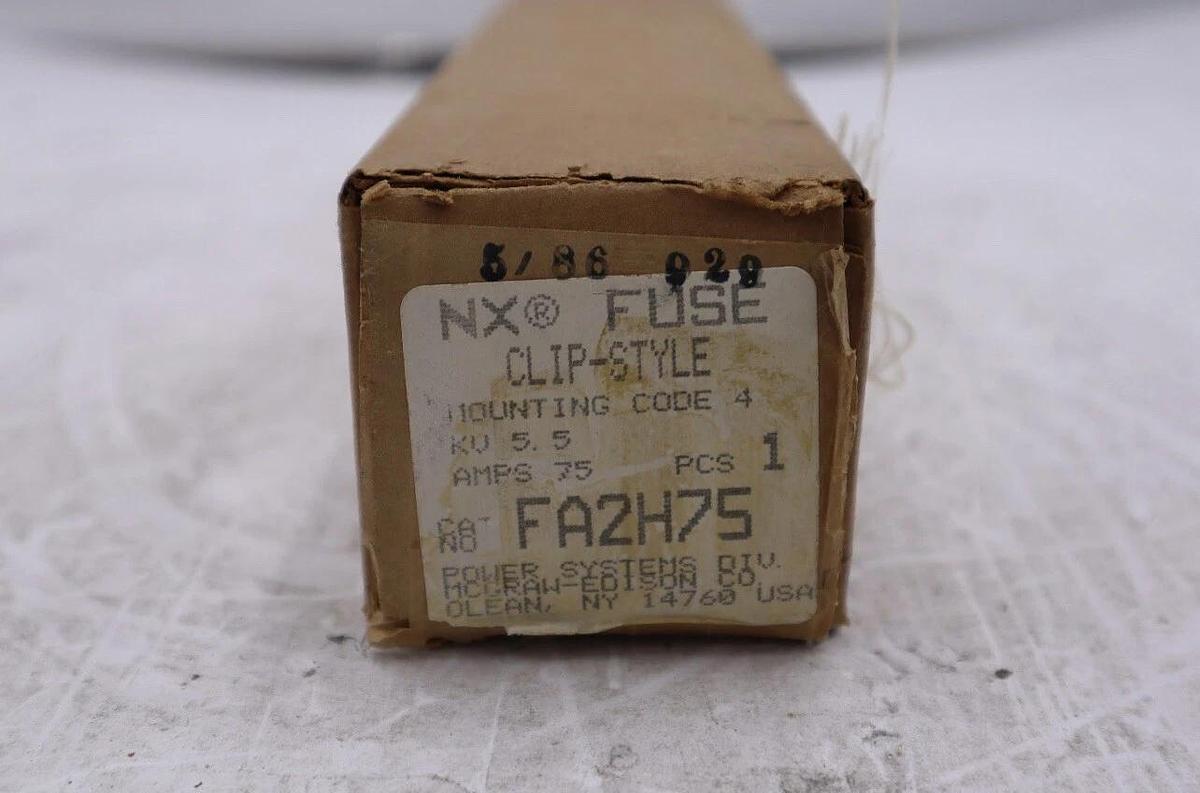 5/ 86 929
NX® FUSE
CLIP-STYLE
MOUNTING CODE 4
KV 5.5
AMPS 75 PCS 1
CAT NO FA2H75
POWER SYSTEMS DIV.
MCGRAW-EDISON CO
OLEAN, NY 14760 USA